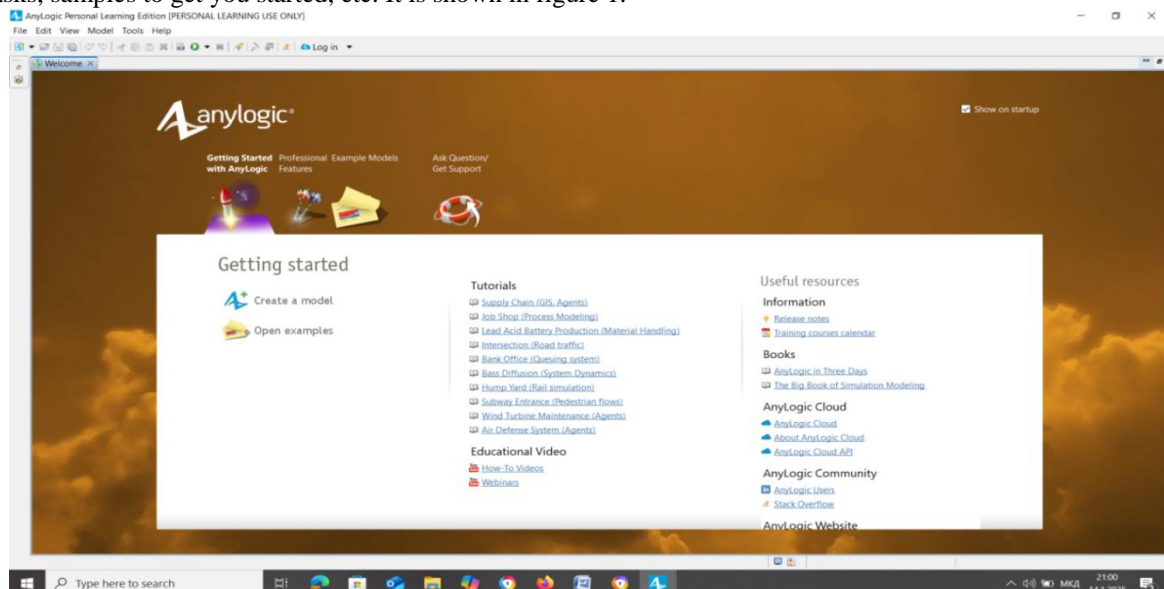 asks, samples to get you started, etc. It is shown in figure 1.
AnyLogic Personal Learning Edition [PERSONAL LEARNING USE ONLY]
File Edit View Model Tools Help
Log in
Welcome
anylogic®
Show on startup
Getting Started with AnyLogic
Professional Features
Example Models
Ask Question/ Get Support
Getting started
Create a model
Open examples
Tutorials
Supply Chain (GIS, Agents)
Job Shop (Process Modeling)
Lead Acid Battery Production (Material Handling)
Intersection (Road traffic)
Bank Office (Queuing system)
Bass Diffusion (System Dynamics)
Hump Yard (Rail simulation)
Subway Entrance (Pedestrian flows)
Wind Turbine Maintenance (Agents)
Air Defense System (Agents)
Educational Video
How-To Videos
Webinars
Useful resources
Information
Release notes
Training courses calendar
Books
AnyLogic in Three Days
The Big Book of Simulation Modeling
AnyLogic Cloud
AnyLogic Cloud
About AnyLogic Cloud
AnyLogic Cloud API
AnyLogic Community
AnyLogic Users
Stack Overflow
AnyLogic Website
Type here to search
МКД
21:00